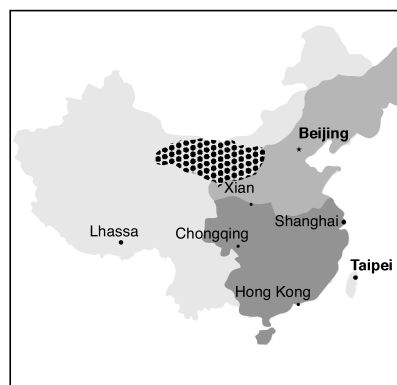 Beijing
Xian
Shanghai
Lhassa
Chongqing
Taipei
Hong Kong